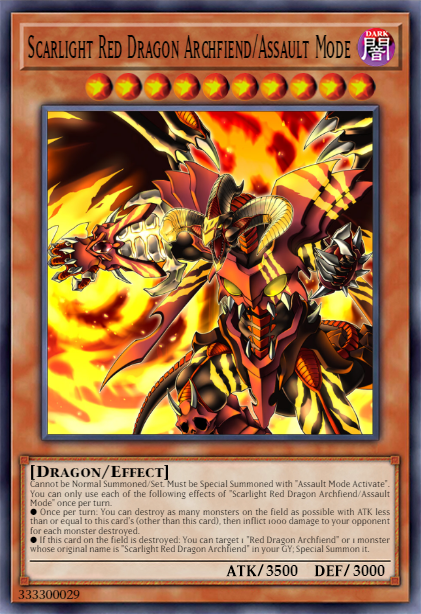 Scarlight Red Dragon Archfiend/Assault Mode
DARK
闇
[Dragon/Effect]
Cannot be Normal Summoned/Set. Must be Special Summoned with "Assault Mode Activate".
You can only use each of the following effects of "Scarlight Red Dragon Archfiend/Assault
Mode" once per turn.
● Once per turn: You can destroy as many monsters on the field as possible with ATK less
than or equal to this card's (other than this card), then inflict 1000 damage to your opponent
for each monster destroyed.
● If this card on the field is destroyed: You can target 1 "Red Dragon Archfiend" or 1 monster
whose original name is "Scarlight Red Dragon Archfiend" in your GY; Special Summon it.
ATK/3500 DEF/3000
333300029